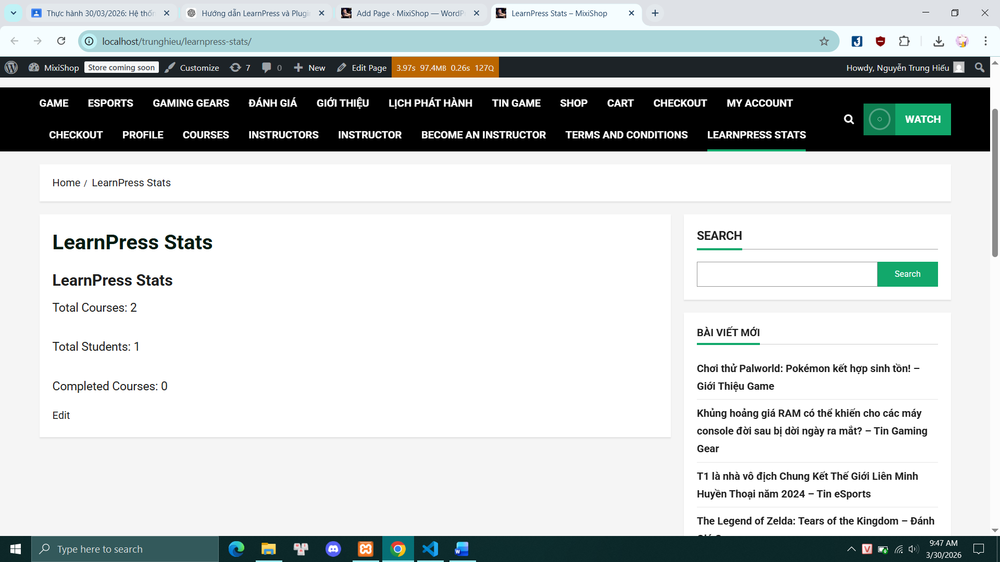 Thực hành 30/03/2026: Hệ thốn
Hướng dẫn LearnPress và Plugin
Add Page ‹ MixiShop — WordPr
LearnPress Stats – MixiShop
localhost/trunghieu/learnpress-stats/
MixiShop
Store coming soon
Customize
7
0
New
Edit Page
3.97s 97.4MB 0.26s 127Q
Howdy, Nguyễn Trung Hiếu
GAME ESPORTS GAMING GEARS ĐÁNH GIÁ GIỚI THIỆU LỊCH PHÁT HÀNH TIN GAME SHOP CART CHECKOUT MY ACCOUNT
CHECKOUT PROFILE COURSES INSTRUCTORS INSTRUCTOR BECOME AN INSTRUCTOR TERMS AND CONDITIONS LEARNPRESS STATS
WATCH
Home / LearnPress Stats
LearnPress Stats
LearnPress Stats
Total Courses: 2
Total Students: 1
Completed Courses: 0
Edit
SEARCH
Search
BÀI VIẾT MỚI
Chơi thử Palworld: Pokémon kết hợp sinh tồn! –
Giới Thiệu Game
Khủng hoảng giá RAM có thể khiến cho các máy
console đời sau bị dời ngày ra mắt? – Tin Gaming
Gear
T1 là nhà vô địch Chung Kết Thế Giới Liên Minh
Huyền Thoại năm 2024 – Tin eSports
The Legend of Zelda: Tears of the Kingdom – Đánh
Type here to search
9:47 AM
3/30/2026